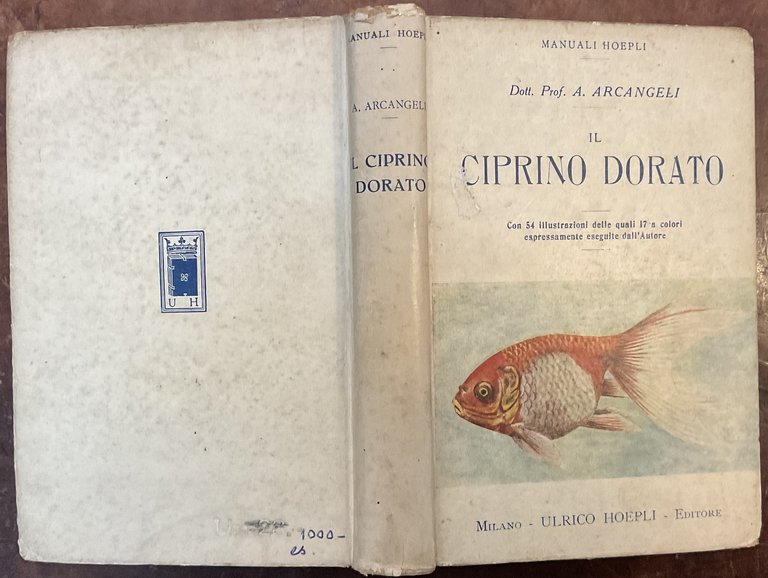 MANUALI HOEPLI
Dott. Prof. A. ARCANGELI
IL
CIPRINO DORATO
Con 54 illustrazioni delle quali 17 a colori
espressamente eseguite dall'Autore
MILANO - ULRICO HOEPLI - EDITORE
MANUALI HOEPLI
A. ARCANGELI
IL CIPRINO
DORATO
U H
1000-
es.